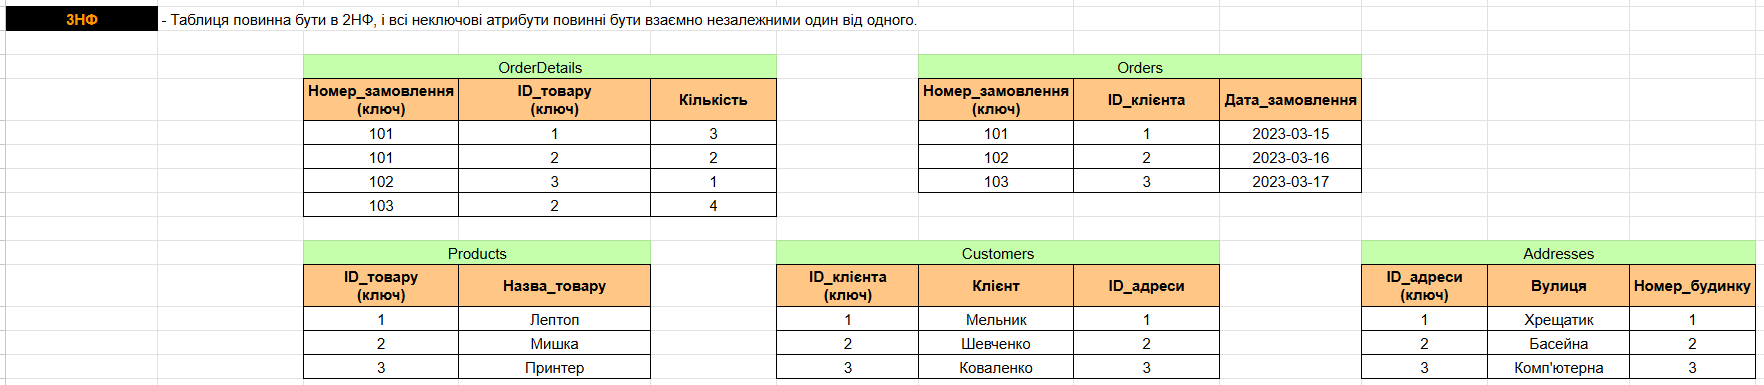 3НФ - Таблиця повинна бути в 2НФ, і всі неключові атрибути повинні бути взаємно незалежними один від одного.
OrderDetails
Номер_замовлення (ключ) ID_товару (ключ) Кількість
101 1 3
101 2 2
102 3 1
103 2 4
Orders
Номер_замовлення (ключ) ID_клієнта Дата_замовлення
101 1 2023-03-15
102 2 2023-03-16
103 3 2023-03-17
Products
ID_товару (ключ) Назва_товару
1 Лептоп
2 Мишка
3 Принтер
Customers
ID_клієнта (ключ) Клієнт ID_адреси
1 Мельник 1
2 Шевченко 2
3 Коваленко 3
Addresses
ID_адреси (ключ) Вулиця Номер_будинку
1 Хрещатик 1
2 Басейна 2
3 Комп'ютерна 3